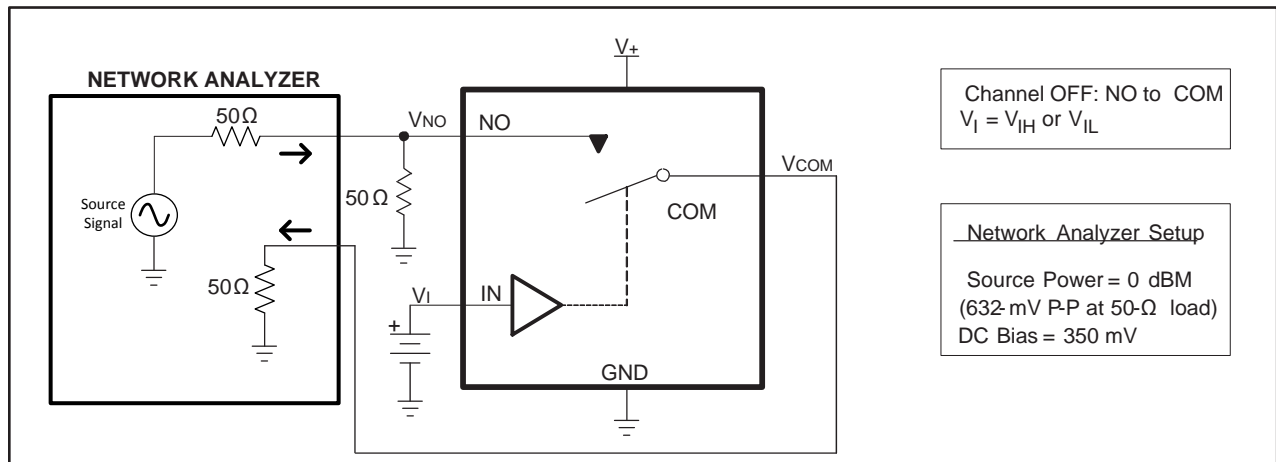 V+
NETWORK ANALYZER
50Ω
VNO
NO
Source
Signal
50Ω
VCOM
COM
50Ω
VI
IN
+
GND
Channel OFF: NO to COM
VI = VIH or VIL
Network Analyzer Setup
Source Power = 0 dBM
(632-mV P-P at 50-Ω load)
DC Bias = 350 mV